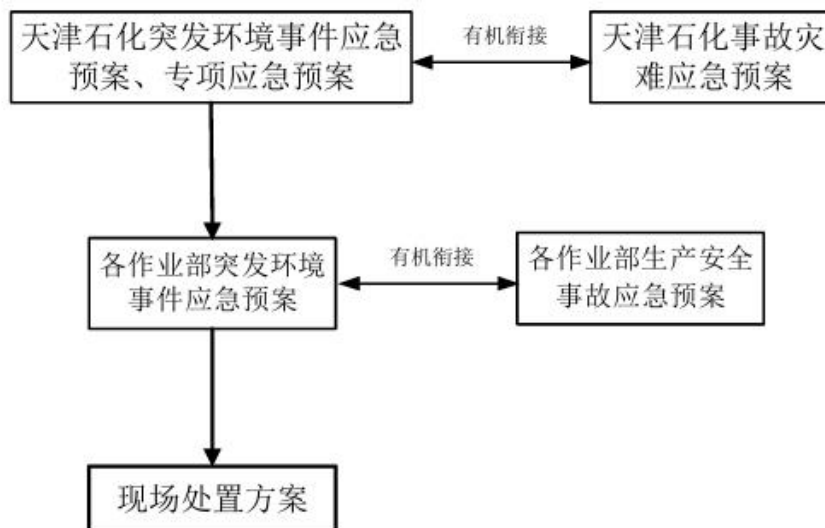 天津石化突发环境事件应急
预案、专项应急预案
有机衔接
天津石化事故灾
难应急预案
各作业部突发环境
事件应急预案
有机衔接
各作业部生产安全
事故应急预案
现场处置方案